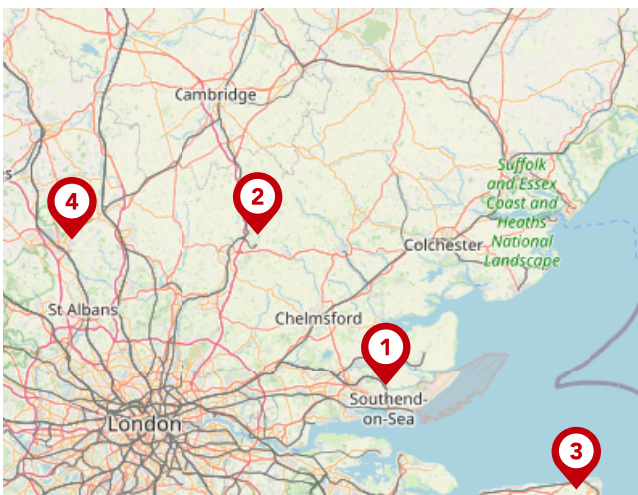 Cambridge
s
4
2
Suffolk
and Essex
Coast and
Heaths
National
Landscape
Colchester
St Albans
Chelmsford
1
Southend-
on-Sea
London
3